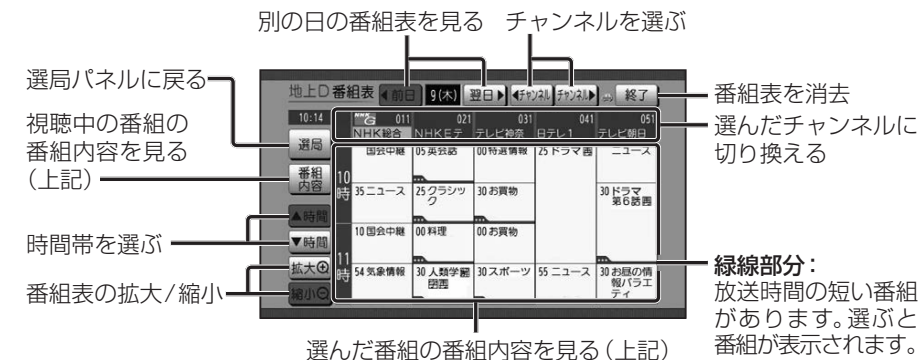 別の日の番組表を見る チャンネルを選ぶ
選局パネルに戻る
視聴中の番組の
番組内容を見る
(上記)
時間帯を選ぶ
番組表の拡大/縮小
地上D 番組表 ◀前日 9(木) 翌日▶ ◀チャンネル チャンネル▶ 終了
10:14 NHK G 011 021 031 041 051
NHK総合 NHKEテ テレビ神奈 日テレ1 テレビ朝日
選局
番組
内容
▲時間
▼時間
拡大⊕
縮小⊖
10
時
国会中継 05 英会話 00 特選情報 25 ドラマ ニュース
35 ニュース 25 クラシッ
ク 30 お買物 30 ドラマ
第6話
11
時
10 国会中継 00 料理 00 お買物
54 気象情報 30 人類学 30 スポーツ 55 ニュース 30 お昼の情
報バラエ
ティ
番組表を消去
選んだチャンネルに
切り換える
緑線部分:
放送時間の短い番組
があります。選ぶと
番組が表示されます。
選んだ番組の番組内容を見る(上記)